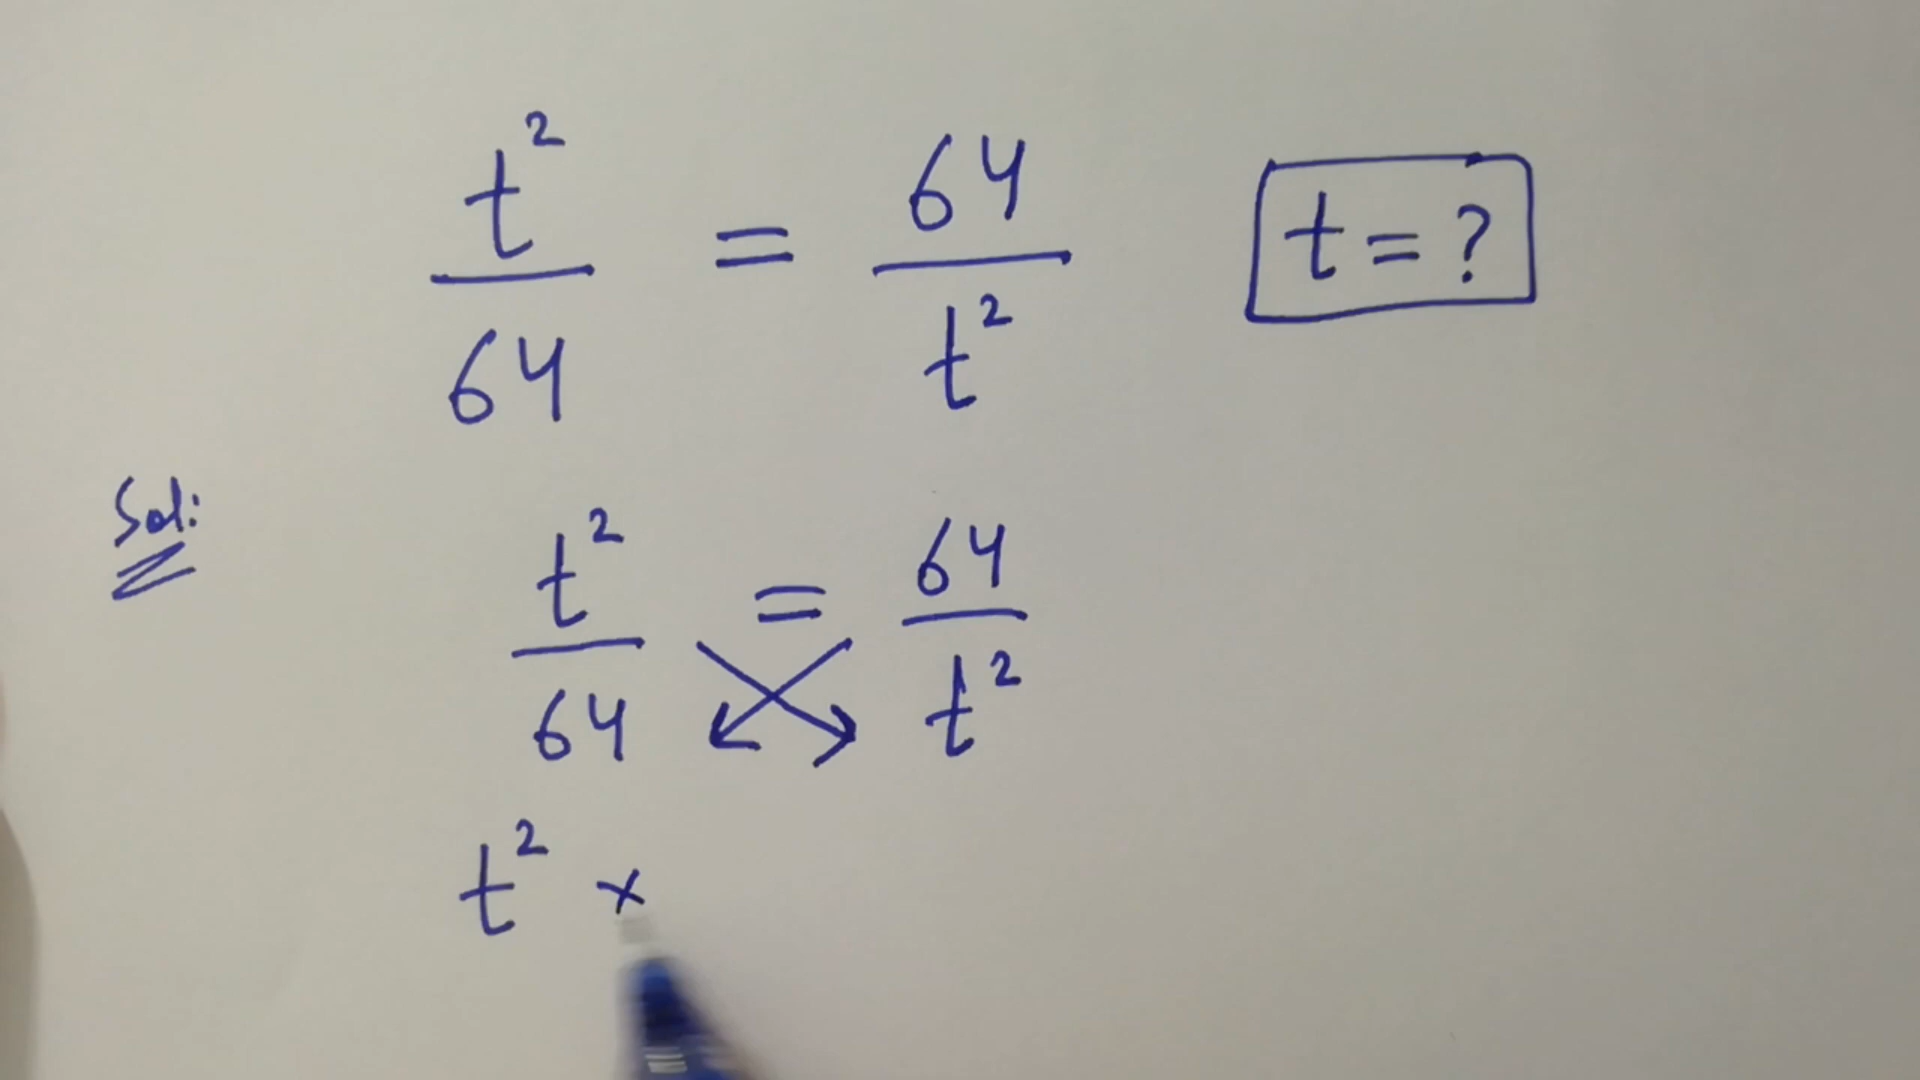 t²/64 = 64/t²
t = ?
Sol:
t²/64 = 64/t²
t² ×